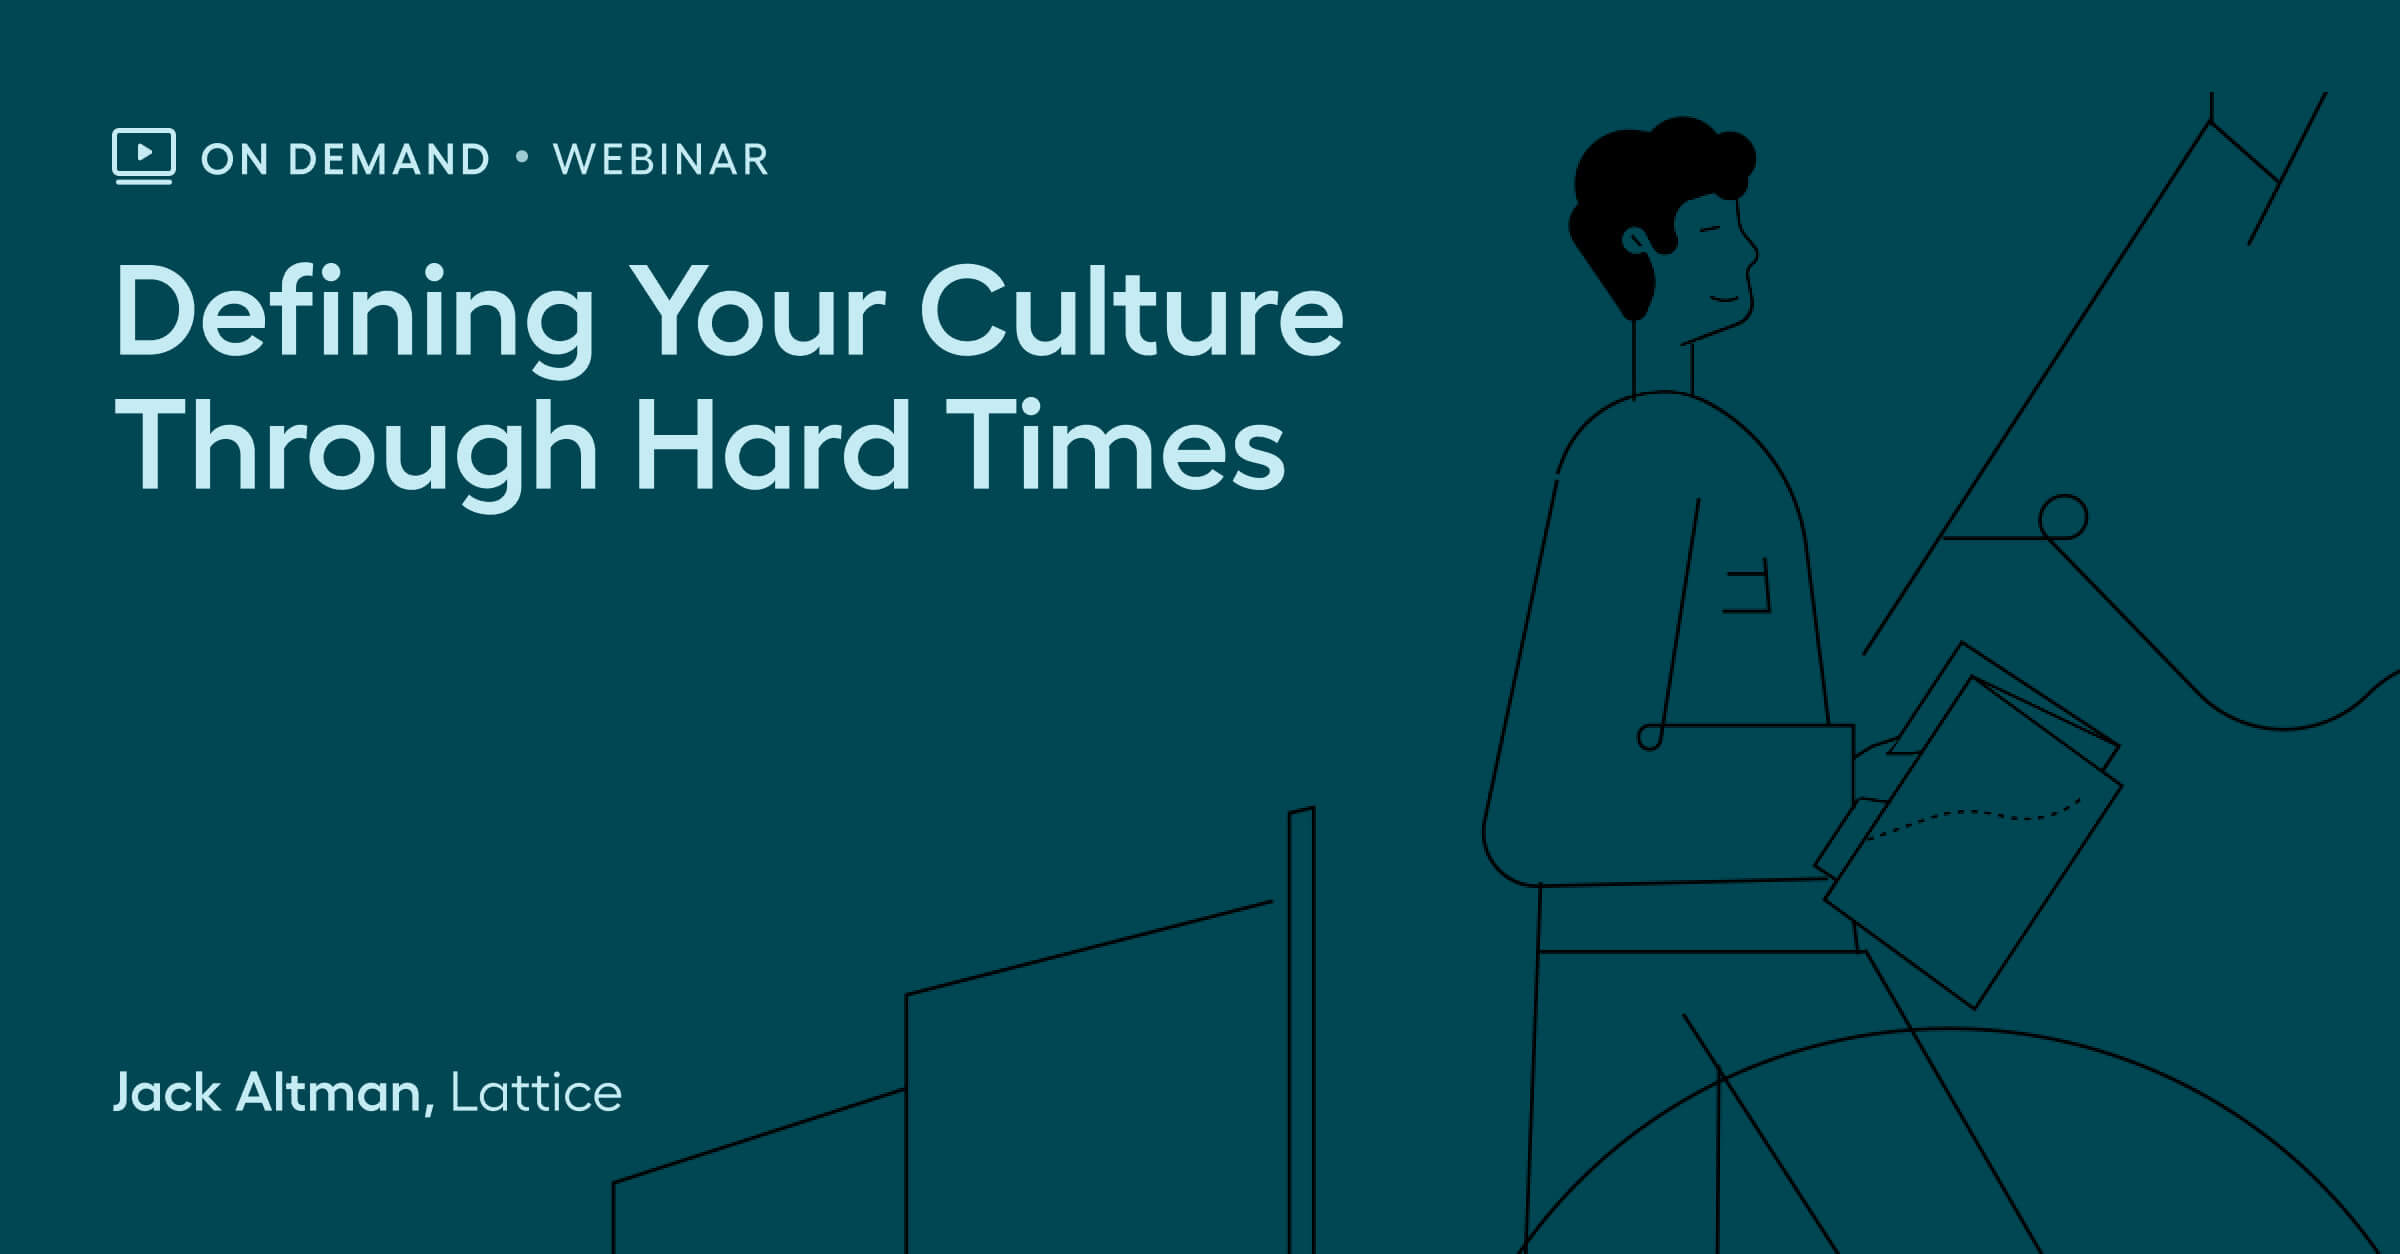 ON DEMAND • WEBINAR
Defining Your Culture
Through Hard Times
Jack Altman, Lattice